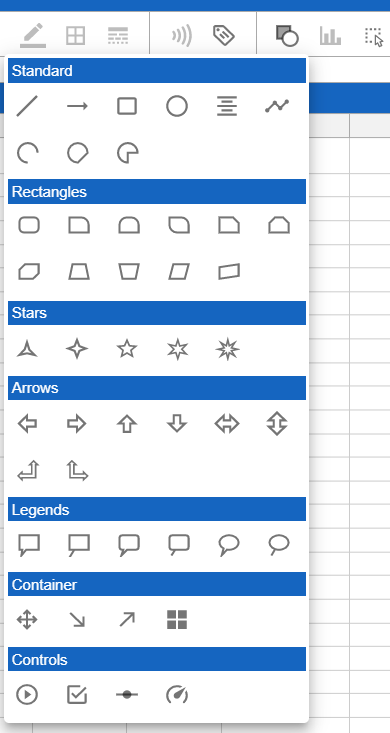 Standard
Rectangles
Stars
Arrows
Legends
Container
Controls